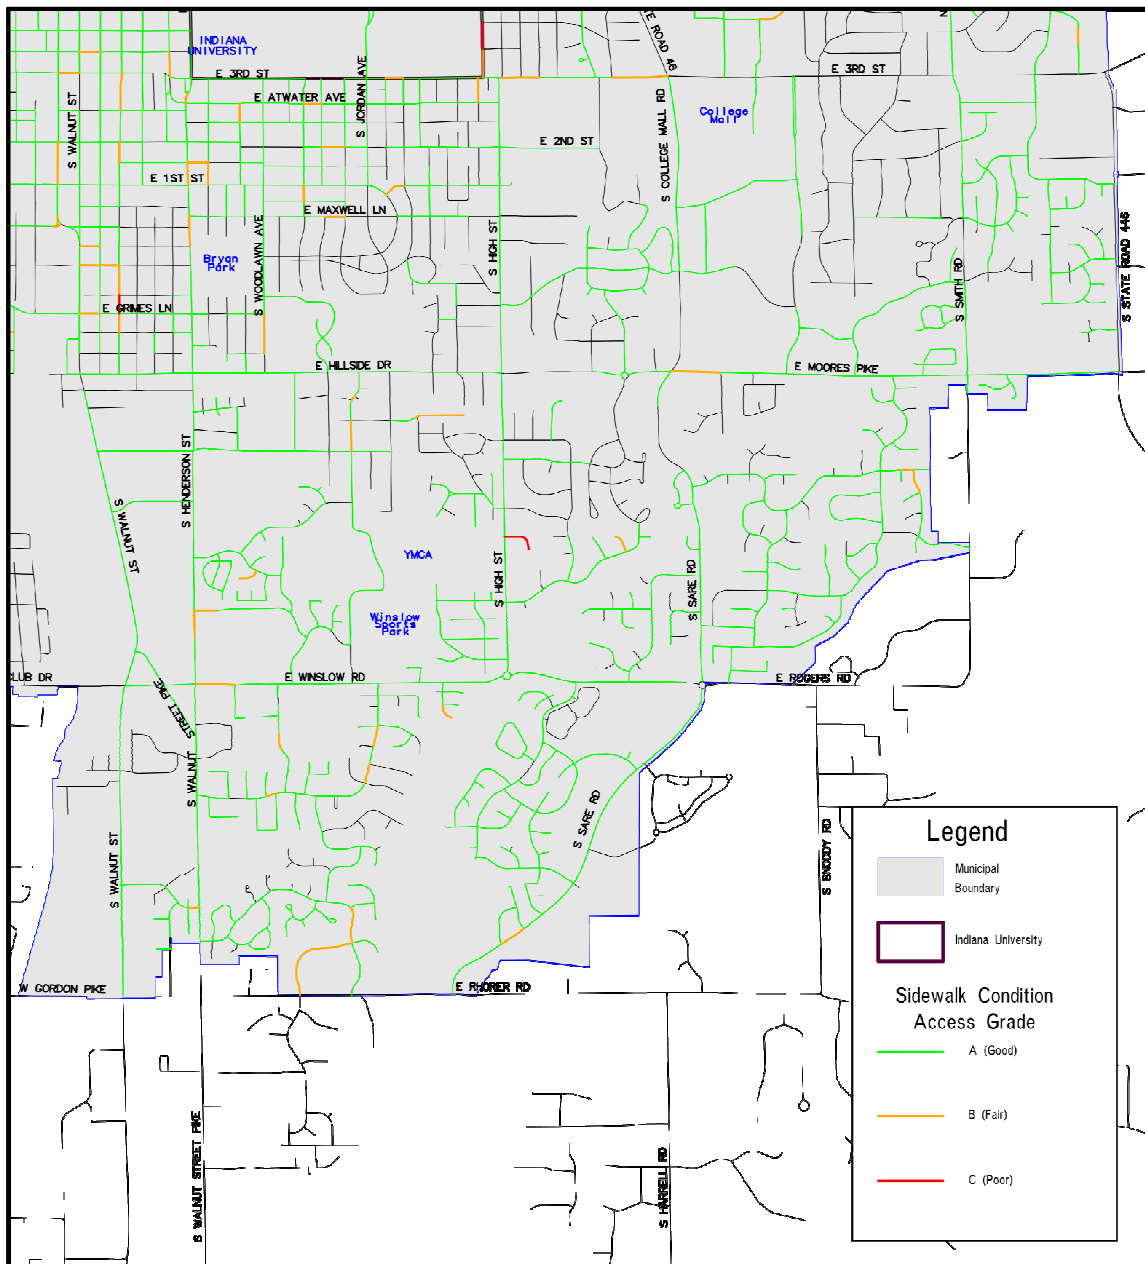 INDIANA
UNIVERSITY
E 3RD ST
E 3RD ST
E ATWATER AVE
S JORDAN AVE
S WALNUT ST
E 2ND ST
S COLLEGE MALL RD
College
Mall
E 1ST ST
E MAXWELL LN
S HIGH ST
S WOODLAWN AVE
Bryan
Park
E GRIMES LN
S SMITH RD
S STATE ROAD 446
E HILLSIDE DR
E MOORES PIKE
S HENDERSON ST
S WALNUT ST
YMCA
S HIGH ST
S SARE RD
Winslow
Sports
Park
LUB DR
E WINSLOW RD
E ROGERS RD
STREET PIKE
S WALNUT
S SARE RD
S WALNUT ST
S SNODDY RD
W GORDON PIKE
E RHORER RD
S WALNUT STREET PIKE
S HARRELL RD
Legend
Municipal
Boundary
Indiana University
Sidewalk Condition
Access Grade
A (Good)
B (Fair)
C (Poor)